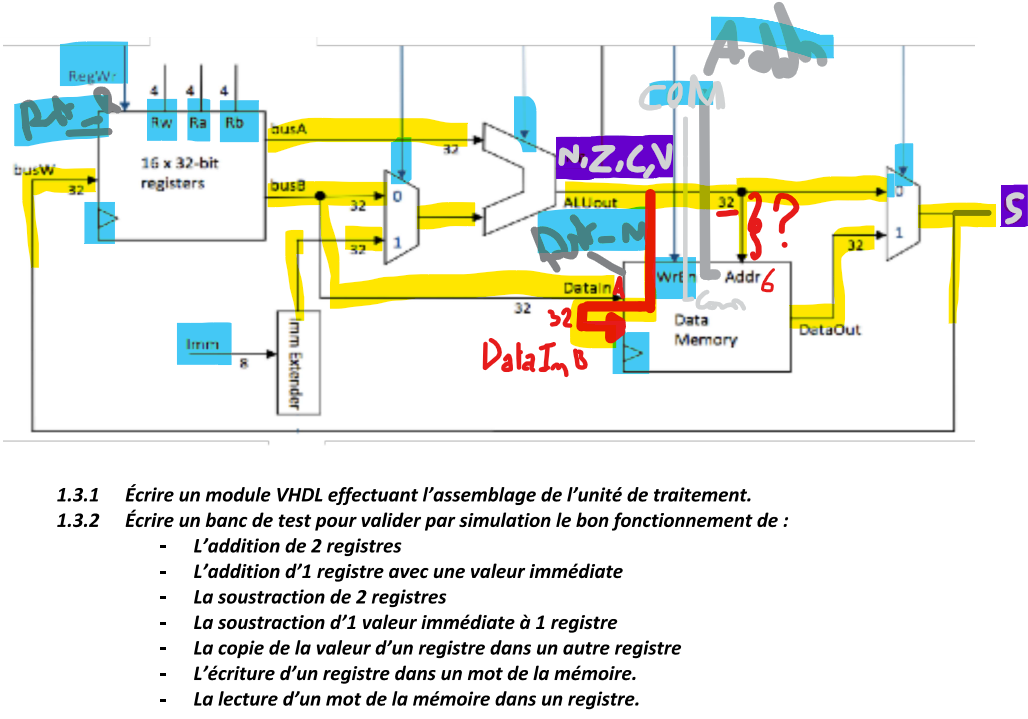 Addr
RegWr
COM
4 4 4
Rst_R
Rw Ra Rb
busA
32
N,Z,C,V
busW
32
16 x 32-bit
registers
busB
32
0
ALUout
32
} ?
0
S
1
32
1
32
Rst_M
WrEn
Addr
6
Com
DataIn A
32
32
Data
Memory
DataOut
DataIn B
Imm
8
Imm Extender
1.3.1 Écrire un module VHDL effectuant l’assemblage de l’unité de traitement.
1.3.2 Écrire un banc de test pour valider par simulation le bon fonctionnement de :
- L’addition de 2 registres
- L’addition d’1 registre avec une valeur immédiate
- La soustraction de 2 registres
- La soustraction d’1 valeur immédiate à 1 registre
- La copie de la valeur d’un registre dans un autre registre
- L’écriture d’un registre dans un mot de la mémoire.
- La lecture d’un mot de la mémoire dans un registre.